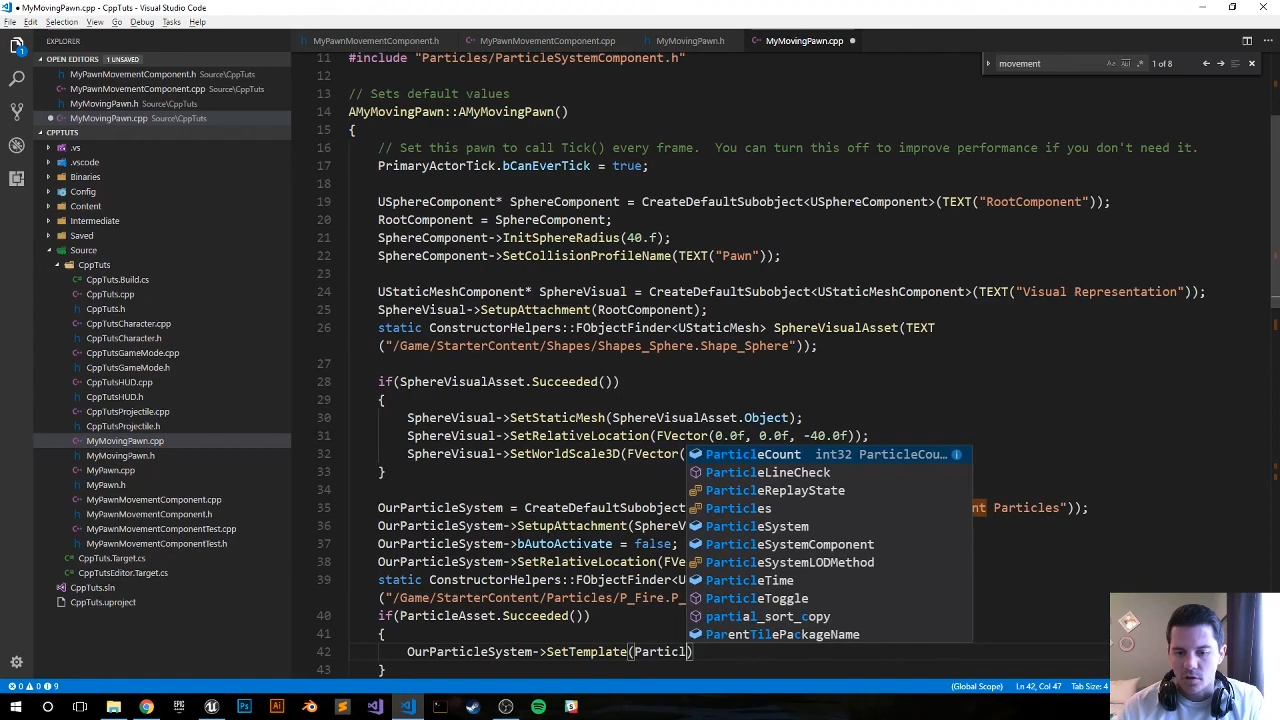 MyMovingPawn.cpp - CppTuts - Visual Studio Code
File Edit Selection View Go Debug Tasks Help
EXPLORER
MyPawnMovementComponent.h MyPawnMovementComponent.cpp MyMovingPawn.h MyMovingPawn.cpp
OPEN EDITORS 1 UNSAVED
MyPawnMovementComponent.h Source\CppTuts
MyPawnMovementComponent.cpp Source\CppTuts
MyMovingPawn.h Source\CppTuts
MyMovingPawn.cpp Source\CppTuts
CPPTUTS
.vs
.vscode
Binaries
Config
Content
Intermediate
Saved
Source
CppTuts
CppTuts.Build.cs
CppTuts.cpp
CppTuts.h
CppTutsCharacter.cpp
CppTutsCharacter.h
CppTutsGameMode.cpp
CppTutsGameMode.h
CppTutsHUD.cpp
CppTutsHUD.h
CppTutsProjectile.cpp
CppTutsProjectile.h
MyMovingPawn.cpp
MyMovingPawn.h
MyPawn.cpp
MyPawn.h
MyPawnMovementComponent.cpp
MyPawnMovementComponent.h
MyPawnMovementComponentTest.cpp
MyPawnMovementComponentTest.h
CppTuts.Target.cs
CppTutsEditor.Target.cs
CppTuts.sln
CppTuts.uproject
movement Aa Ab| .* 1 of 8
11 #include "Particles/ParticleSystemComponent.h"
12
13 // Sets default values
14 AMyMovingPawn::AMyMovingPawn()
15 {
16 // Set this pawn to call Tick() every frame.  You can turn this off to improve performance if you don't need it.
17 PrimaryActorTick.bCanEverTick = true;
18
19 USphereComponent* SphereComponent = CreateDefaultSubobject<USphereComponent>(TEXT("RootComponent"));
20 RootComponent = SphereComponent;
21 SphereComponent->InitSphereRadius(40.f);
22 SphereComponent->SetCollisionProfileName(TEXT("Pawn"));
23
24 UStaticMeshComponent* SphereVisual = CreateDefaultSubobject<UStaticMeshComponent>(TEXT("Visual Representation"));
25 SphereVisual->SetupAttachment(RootComponent);
26 static ConstructorHelpers::FObjectFinder<UStaticMesh> SphereVisualAsset(TEXT
("/Game/StarterContent/Shapes/Shapes_Sphere.Shape_Sphere"));
27
28 if(SphereVisualAsset.Succeeded())
29 {
30 SphereVisual->SetStaticMesh(SphereVisualAsset.Object);
31 SphereVisual->SetRelativeLocation(FVector(0.0f, 0.0f, -40.0f));
32 SphereVisual->SetWorldScale3D(FVector(
33 }
34
35 OurParticleSystem = CreateDefaultSubobject nt Particles"));
36 OurParticleSystem->SetupAttachment(SphereV
37 OurParticleSystem->bAutoActivate = false;
38 OurParticleSystem->SetRelativeLocation(FVe
39 static ConstructorHelpers::FObjectFinder<U
("/Game/StarterContent/Particles/P_Fire.P_
40 if(ParticleAsset.Succeeded())
41 {
42 OurParticleSystem->SetTemplate(Particl)
43 }
ParticleCount int32 ParticleCou...
ParticleLineCheck
ParticleReplayState
Particles
ParticleSystem
ParticleSystemComponent
ParticleSystemLODMethod
ParticleTime
ParticleToggle
partial_sort_copy
ParentTilePackageName
0 0 9 (Global Scope) Ln 42, Col 47 Tab Size: 4